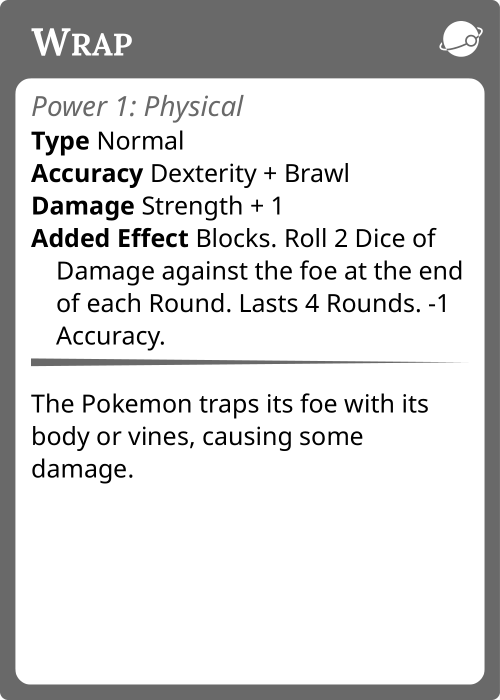 WRAP
Power 1: Physical
Type Normal
Accuracy Dexterity + Brawl
Damage Strength + 1
Added Effect Blocks. Roll 2 Dice of
Damage against the foe at the end
of each Round. Lasts 4 Rounds. -1
Accuracy.
The Pokemon traps its foe with its
body or vines, causing some
damage.